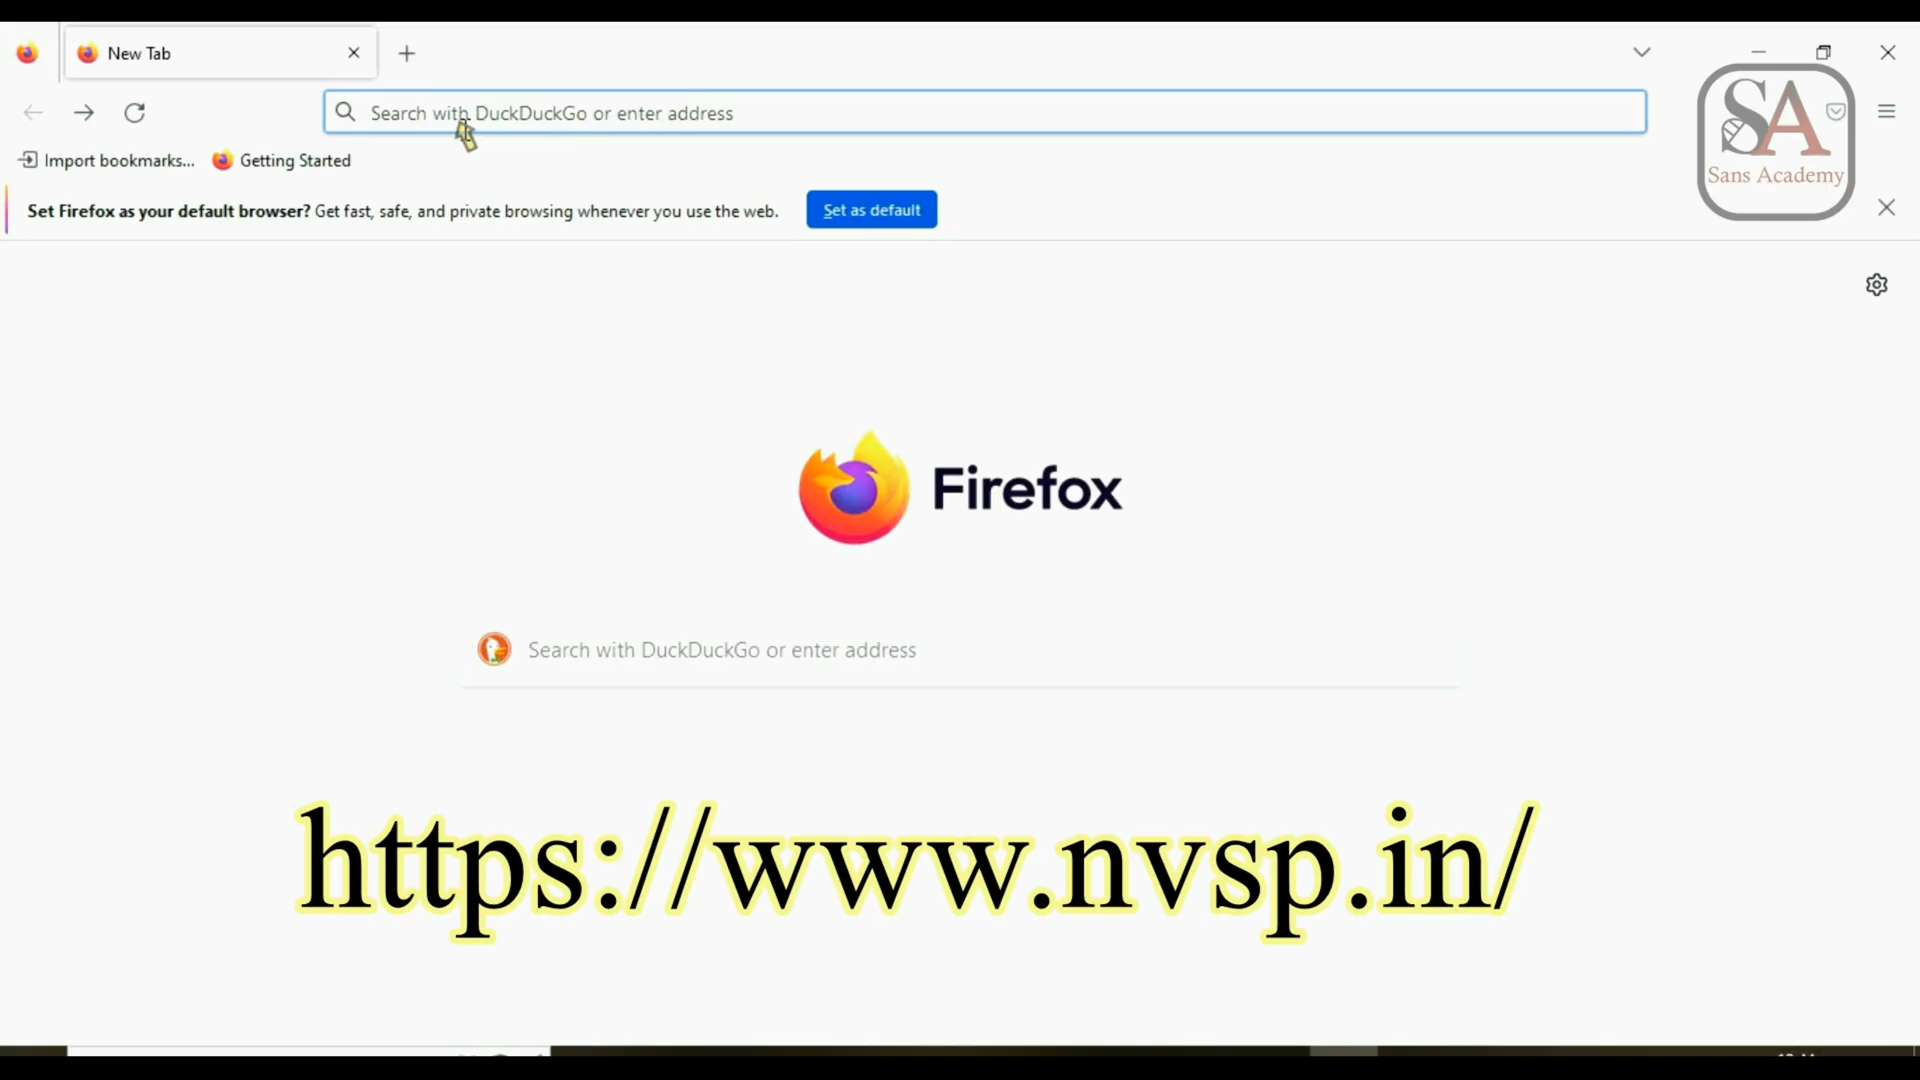 New Tab
Search with DuckDuckGo or enter address
SA
Sans Academy
Import bookmarks... Getting Started
Set Firefox as your default browser? Get fast, safe, and private browsing whenever you use the web. Set as default
Firefox
Search with DuckDuckGo or enter address
https://www.nvsp.in/